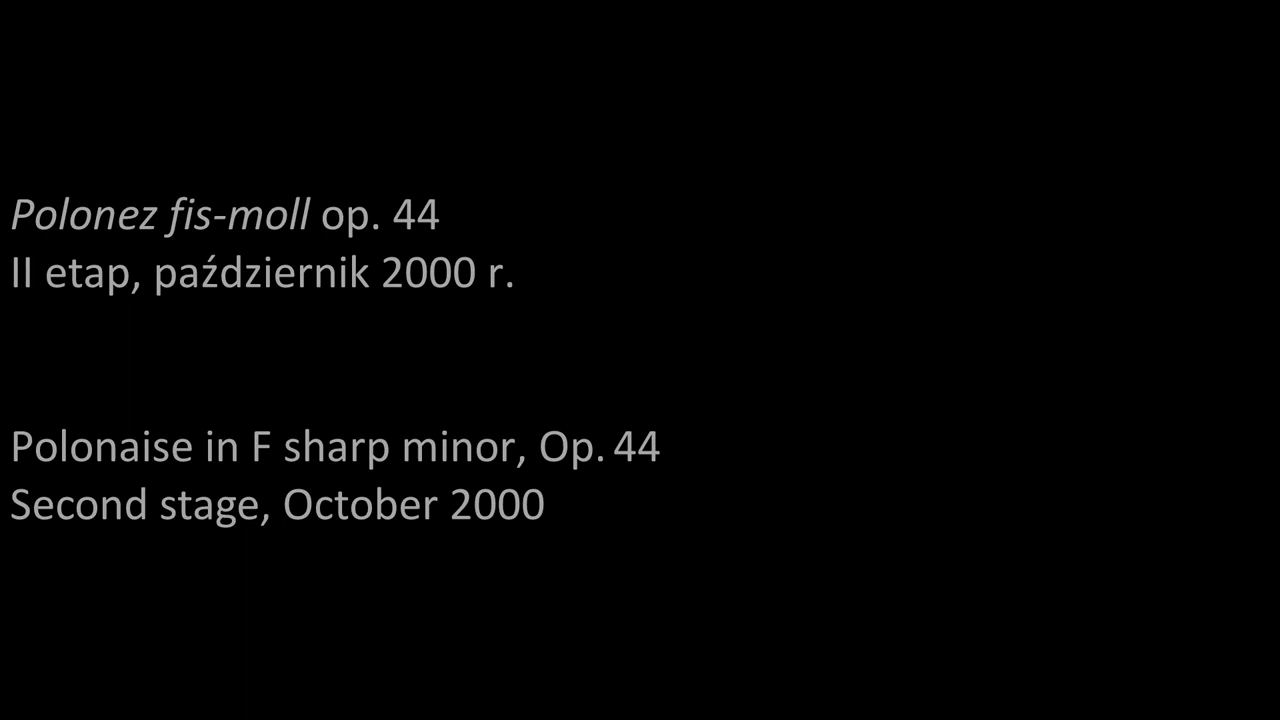 Polonez fis-moll op. 44
II etap, październik 2000 r.
Polonaise in F sharp minor, Op. 44
Second stage, October 2000